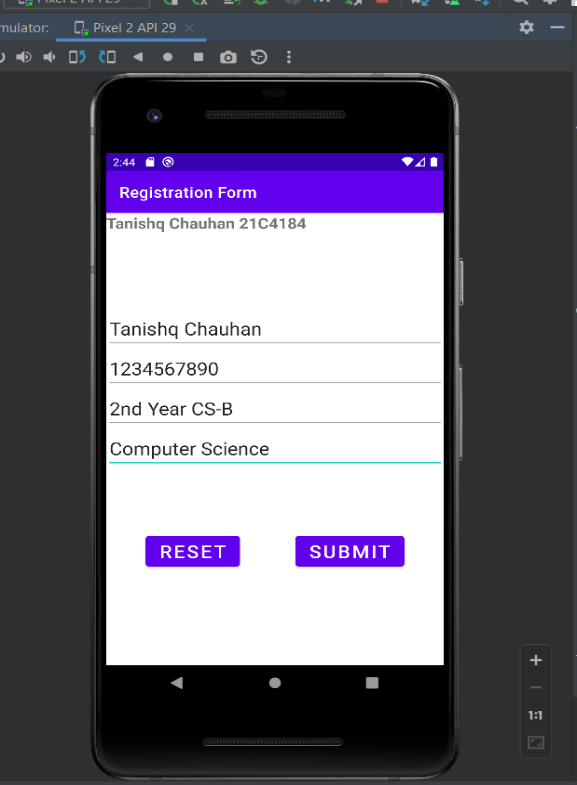 mulator:
Pixel 2 API 29
2:44
Registration Form
Tanishq Chauhan 21C4184
Tanishq Chauhan
1234567890
2nd Year CS-B
Computer Science
RESET
SUBMIT
1:1